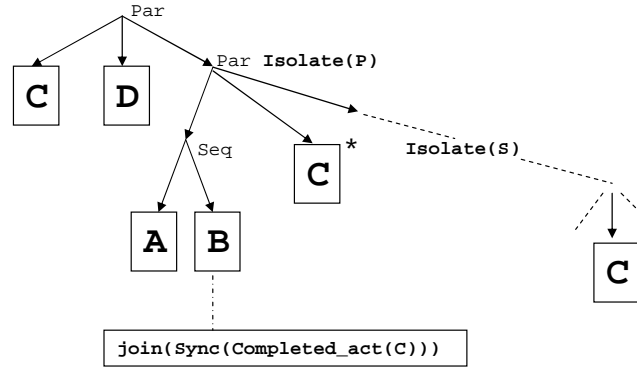 Par
C
D
Par Isolate(P)
Seq
C *
Isolate(S)
A
B
C
join(Sync(Completed_act(C)))